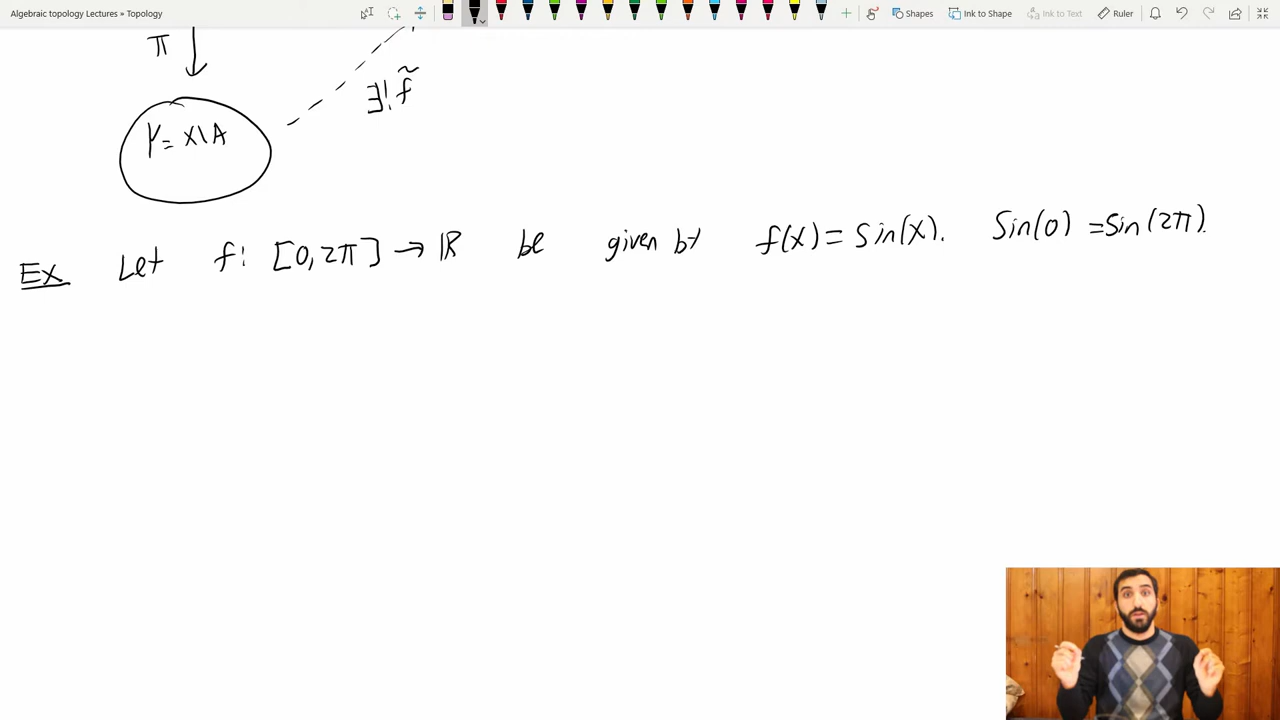 Algebraic topology Lectures » Topology
Shapes
Ink to Shape
Ink to Text
Ruler
π
∃! f̃
Y = X\A
Ex Let f: [0, 2π] → ℝ be given by f(x) = Sin(x). Sin(0) = Sin(2π).